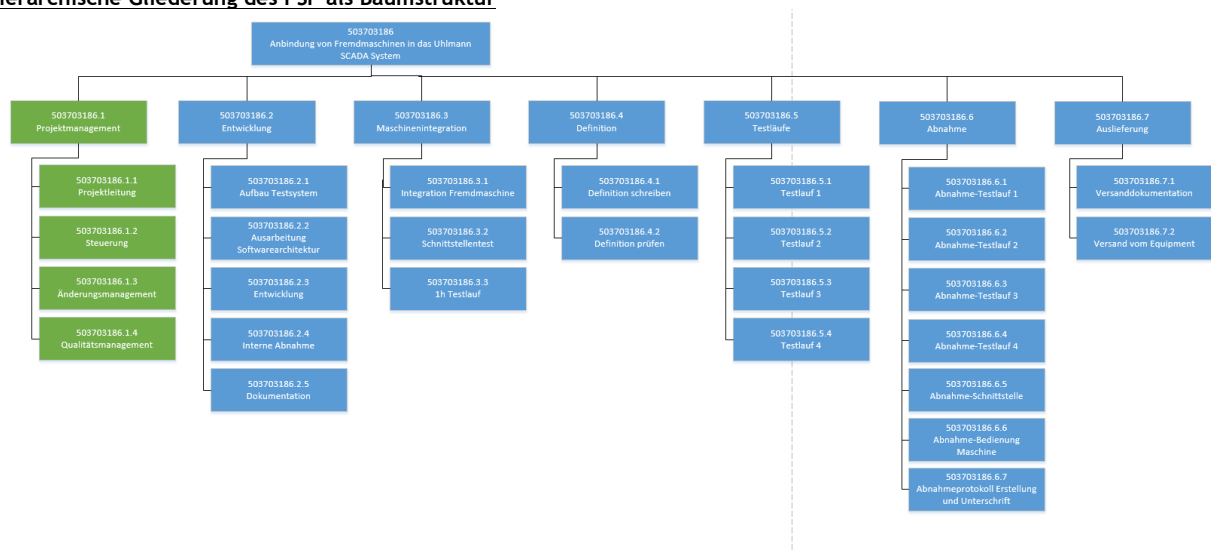 Hierarchische Gliederung des PSP als Baumstruktur
503703186
Anbindung von Fremdmaschinen in das Uhlmann
SCADA System
503703186.1
Projektmanagement
503703186.1.1
Projektleitung
503703186.1.2
Steuerung
503703186.1.3
Änderungsmanagement
503703186.1.4
Qualitätsmanagement
503703186.2
Entwicklung
503703186.2.1
Aufbau Testsystem
503703186.2.2
Ausarbeitung
Softwarearchitektur
503703186.2.3
Entwicklung
503703186.2.4
Interne Abnahme
503703186.2.5
Dokumentation
503703186.3
Maschinenintegration
503703186.3.1
Integration Fremdmaschine
503703186.3.2
Schnittstellentest
503703186.3.3
1h Testlauf
503703186.4
Definition
503703186.4.1
Definition schreiben
503703186.4.2
Definition prüfen
503703186.5
Testläufe
503703186.5.1
Testlauf 1
503703186.5.2
Testlauf 2
503703186.5.3
Testlauf 3
503703186.5.4
Testlauf 4
503703186.6
Abnahme
503703186.6.1
Abnahme-Testlauf 1
503703186.6.2
Abnahme-Testlauf 2
503703186.6.3
Abnahme-Testlauf 3
503703186.6.4
Abnahme-Testlauf 4
503703186.6.5
Abnahme-Schnittstelle
503703186.6.6
Abnahme-Bedienung
Maschine
503703186.6.7
Abnahmeprotokoll Erstellung
und Unterschrift
503703186.7
Auslieferung
503703186.7.1
Versanddokumentation
503703186.7.2
Versand vom Equipment